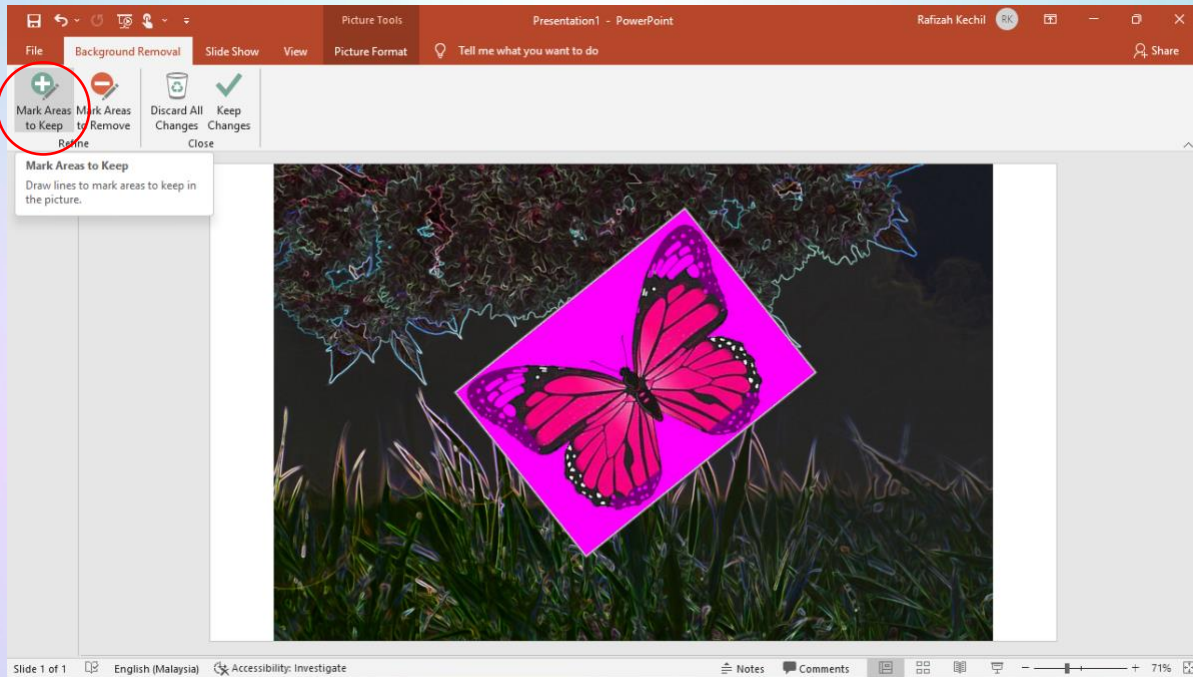 Picture Tools
Presentation1 - PowerPoint
Rafizah Kechil
RK
File
Background Removal
Slide Show
View
Picture Format
Tell me what you want to do
Share
Mark Areas to Keep
Mark Areas to Remove
Discard All Changes
Keep Changes
Refine
Close
Mark Areas to Keep
Draw lines to mark areas to keep in
the picture.
Slide 1 of 1
English (Malaysia)
Accessibility: Investigate
Notes
Comments
71%